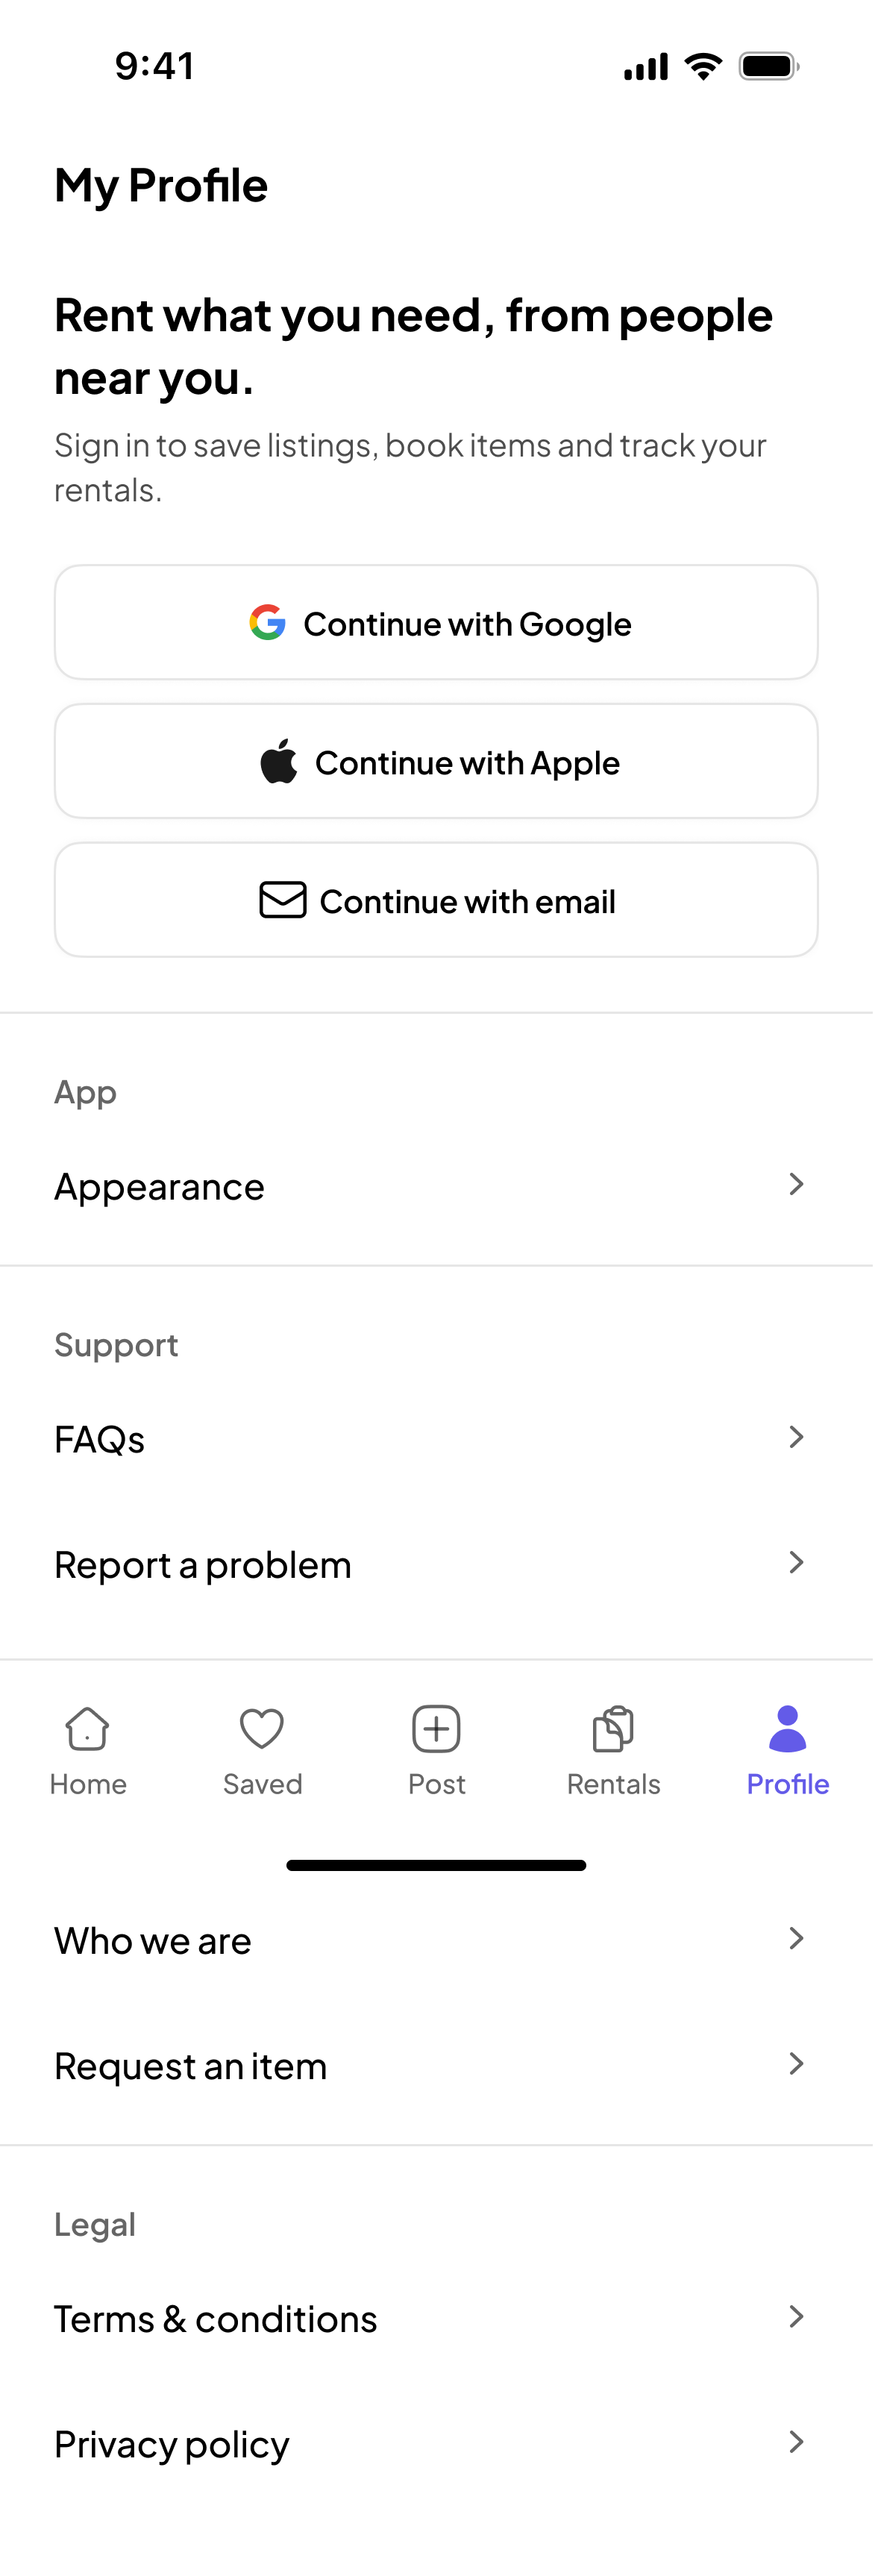 9:41
My Profile
Rent what you need, from people
near you.
Sign in to save listings, book items and track your
rentals.
Continue with Google
Continue with Apple
Continue with email
App
Appearance
Support
FAQs
Report a problem
Home
Saved
Post
Rentals
Profile
Who we are
Request an item
Legal
Terms & conditions
Privacy policy